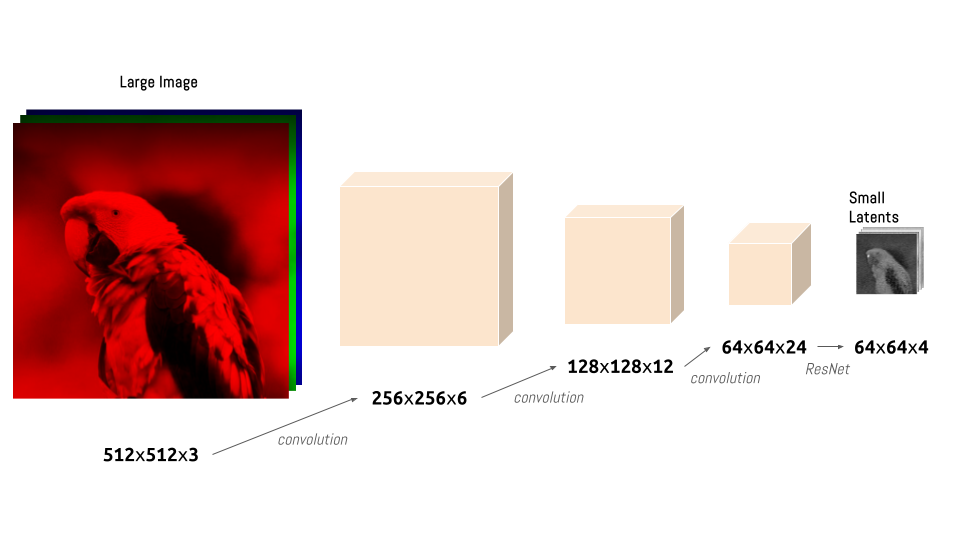 Large Image
Small
Latents
64x64x24
64x64x4
ResNet
128x128x12
convolution
256x256x6
convolution
convolution
512x512x3